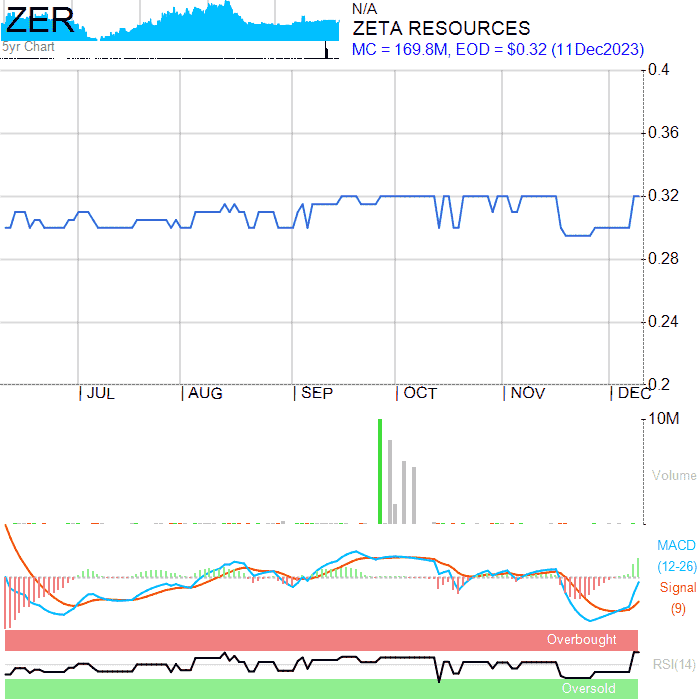 ZER
5yr Chart
N/A
ZETA RESOURCES
MC = 169.8M, EOD = $0.32 (11Dec2023)
0.4
0.36
0.32
0.28
0.24
0.2
JUL
AUG
SEP
OCT
NOV
DEC
10M
Volume
MACD
(12-26)
Signal
(9)
Overbought
RSI(14)
Oversold